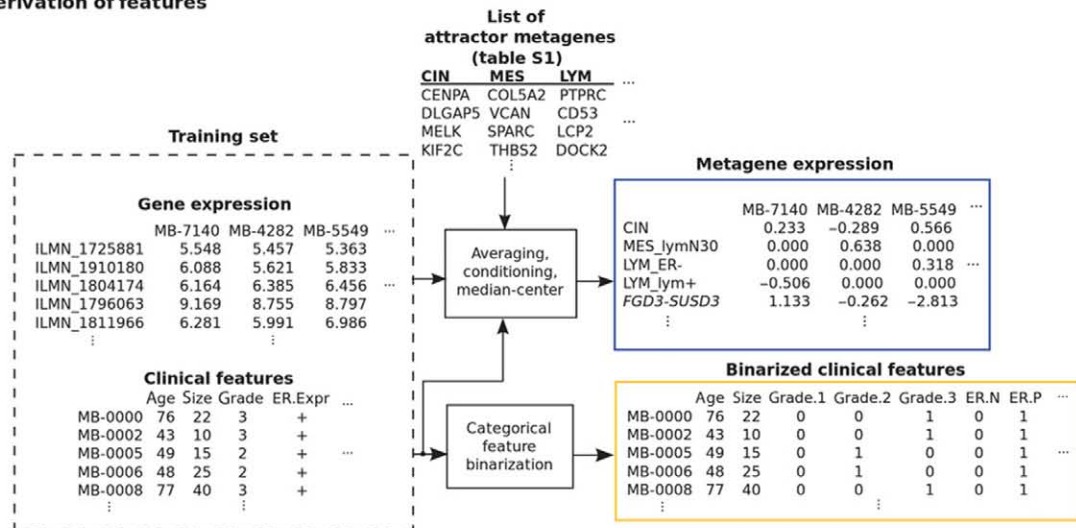 erivation of features
List of
attractor metagenes
(table S1)
CIN MES LYM ...
CENPA COL5A2 PTPRC
DLGAP5 VCAN CD53 ...
MELK SPARC LCP2
KIF2C THBS2 DOCK2
⋮
Training set
Gene expression
MB-7140 MB-4282 MB-5549 ...
ILMN_1725881 5.548 5.457 5.363
ILMN_1910180 6.088 5.621 5.833
ILMN_1804174 6.164 6.385 6.456 ...
ILMN_1796063 9.169 8.755 8.797
ILMN_1811966 6.281 5.991 6.986
⋮ ⋮
Clinical features
Age Size Grade ER.Expr ...
MB-0000 76 22 3 +
MB-0002 43 10 3 +
MB-0005 49 15 2 + ...
MB-0006 48 25 2 +
MB-0008 77 40 3 +
⋮ ⋮
Averaging,
conditioning,
median-center
Categorical
feature
binarization
Metagene expression
MB-7140 MB-4282 MB-5549 ...
CIN 0.233 –0.289 0.566
MES_lymN30 0.000 0.638 0.000
LYM_ER- 0.000 0.000 0.318 ...
LYM_lym+ –0.506 0.000 0.000
FGD3-SUSD3 1.133 –0.262 –2.813
⋮ ⋮
Binarized clinical features
Age Size Grade.1 Grade.2 Grade.3 ER.N ER.P ...
MB-0000 76 22 0 0 1 0 1
MB-0002 43 10 0 0 1 0 1
MB-0005 49 15 0 1 0 0 1 ...
MB-0006 48 25 0 1 0 0 1
MB-0008 77 40 0 0 1 0 1
⋮ ⋮